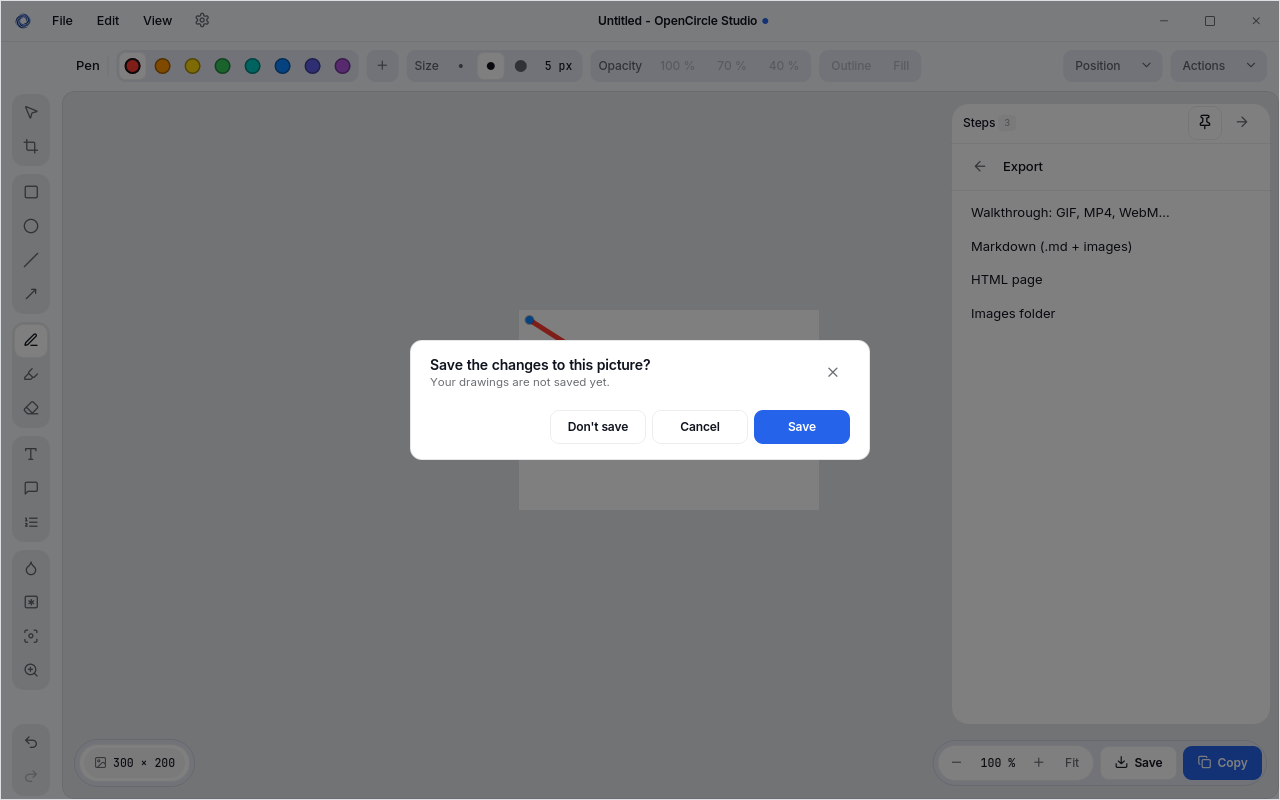 File Edit View Untitled - OpenCircle Studio
Pen Size 5 px Opacity 100 % 70 % 40 % Outline Fill Position Actions
Steps 3
Export
Walkthrough: GIF, MP4, WebM...
Markdown (.md + images)
HTML page
Images folder
Save the changes to this picture?
Your drawings are not saved yet.
Don't save Cancel Save
300 × 200 100 % Fit Save Copy